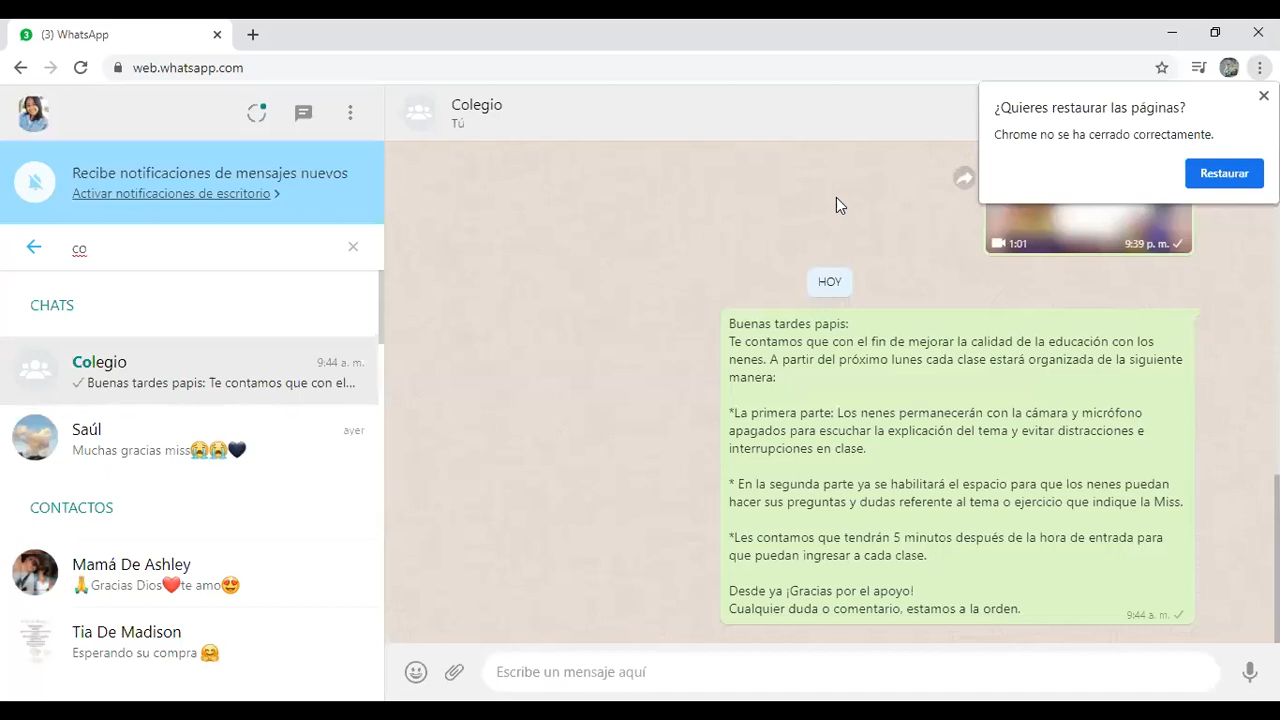 3 (3) WhatsApp
web.whatsapp.com
¿Quieres restaurar las páginas?
Chrome no se ha cerrado correctamente.
Restaurar
Recibe notificaciones de mensajes nuevos
Activar notificaciones de escritorio >
co
CHATS
Colegio 9:44 a. m.
Buenas tardes papis: Te contamos que con el...
Saúl ayer
Muchas gracias miss😭😭🖤
CONTACTOS
Mamá De Ashley
🙏Gracias Dios❤️te amo😍
Tia De Madison
Esperando su compra 🤗
Colegio
Tú
1:01 9:39 p. m.
HOY
Buenas tardes papis:
Te contamos que con el fin de mejorar la calidad de la educación con los
nenes. A partir del próximo lunes cada clase estará organizada de la siguiente
manera:
*La primera parte: Los nenes permanecerán con la cámara y micrófono
apagados para escuchar la explicación del tema y evitar distracciones e
interrupciones en clase.
* En la segunda parte ya se habilitará el espacio para que los nenes puedan
hacer sus preguntas y dudas referente al tema o ejercicio que indique la Miss.
*Les contamos que tendrán 5 minutos después de la hora de entrada para
que puedan ingresar a cada clase.
Desde ya ¡Gracias por el apoyo!
Cualquier duda o comentario, estamos a la orden.
9:44 a. m.
Escribe un mensaje aquí